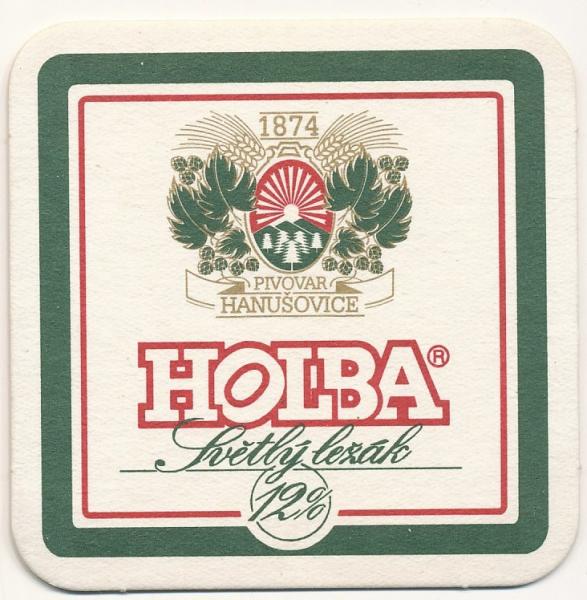 1874
PIVOVAR
HANUŠOVICE
HOLBA®
Světlý ležák
12%